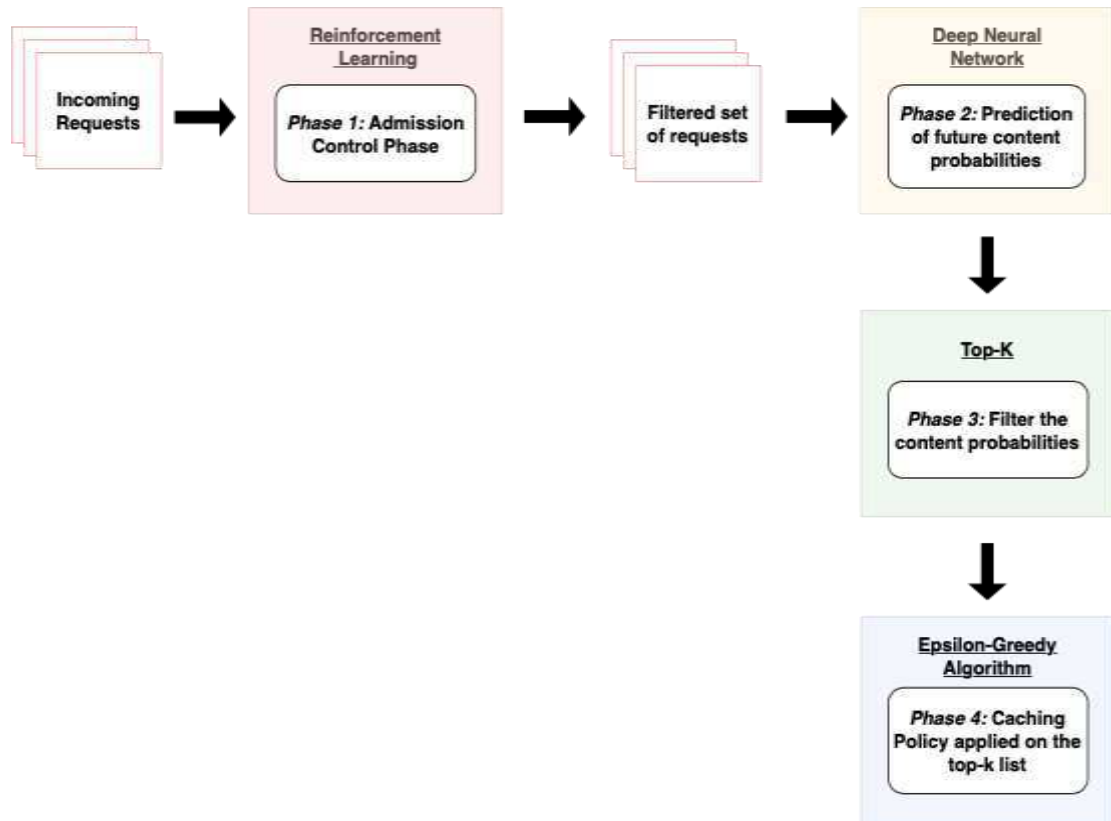 Incoming
Requests
Reinforcement
Learning
Phase 1: Admission
Control Phase
Filtered set
of requests
Deep Neural
Network
Phase 2: Prediction
of future content
probabilities
Top-K
Phase 3: Filter the
content probabilities
Epsilon-Greedy
Algorithm
Phase 4: Caching
Policy applied on the
top-k list